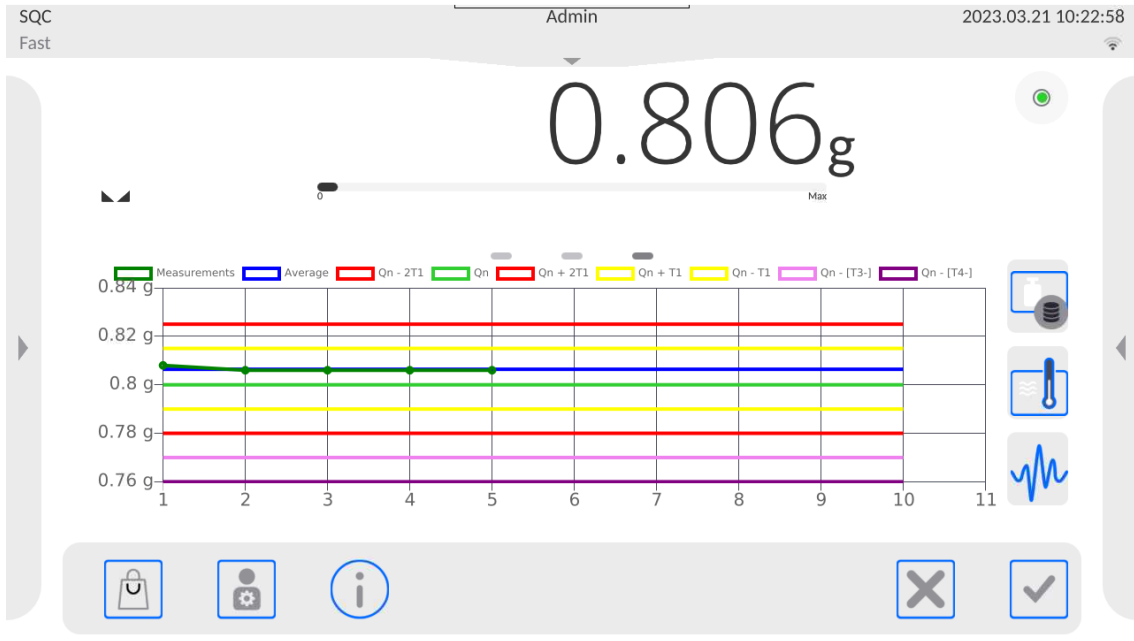 SQC Admin 2023.03.21 10:22:58
Fast
0.806g
0 Max
Measurements Average Qn - 2T1 Qn Qn + 2T1 Qn + T1 Qn - T1 Qn - [T3-] Qn - [T4-]
0.84 g
0.82 g
0.8 g
0.78 g
0.76 g
1 2 3 4 5 6 7 8 9 10 11